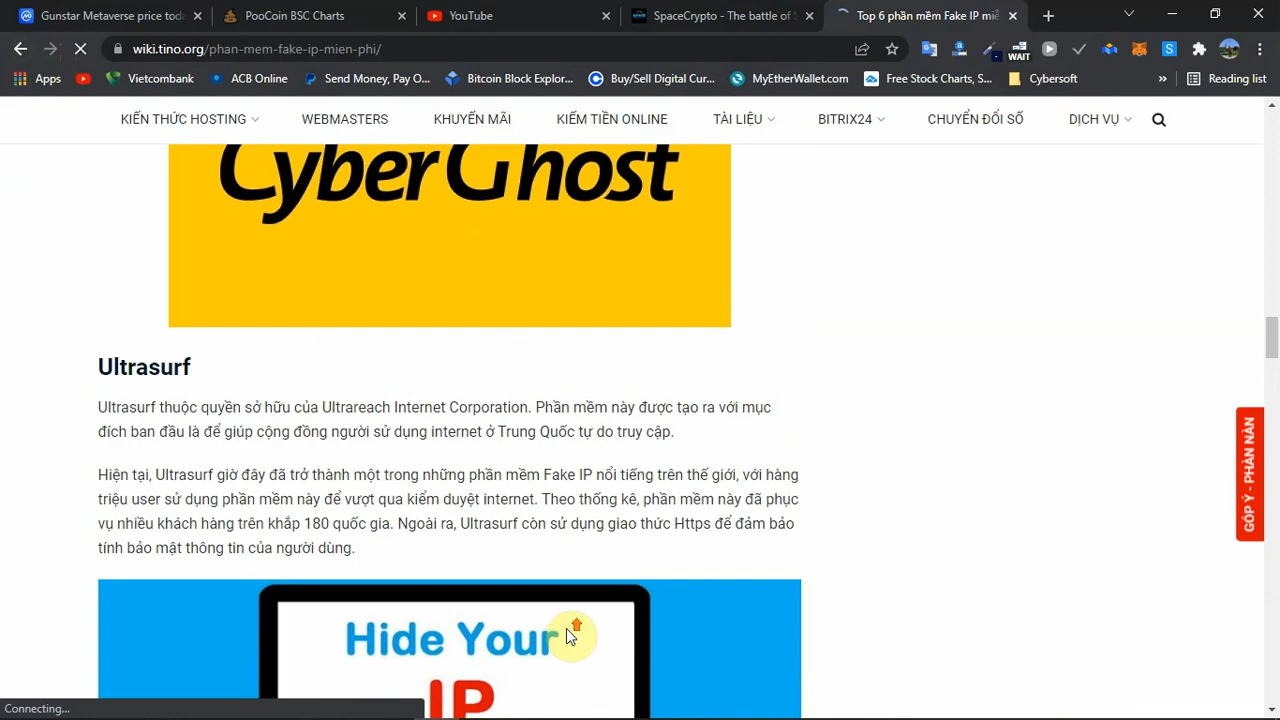 Gunstar Metaverse price toda
PooCoin BSC Charts
YouTube
SpaceCrypto - The battle of S
Top 6 phần mềm Fake IP miễ
wiki.tino.org/phan-mem-fake-ip-mien-phi/
WAIT
Apps
Vietcombank
ACB Online
Send Money, Pay O...
Bitcoin Block Explor...
Buy/Sell Digital Cur...
MyEtherWallet.com
Free Stock Charts, S...
Cybersoft
»
Reading list
KIẾN THỨC HOSTING
WEBMASTERS
KHUYẾN MÃI
KIẾM TIỀN ONLINE
TÀI LIỆU
BITRIX24
CHUYỂN ĐỔI SỐ
DỊCH VỤ
CyberGhost
Ultrasurf
Ultrasurf thuộc quyền sở hữu của Ultrareach Internet Corporation. Phần mềm này được tạo ra với mục
đích ban đầu là để giúp cộng đồng người sử dụng internet ở Trung Quốc tự do truy cập.
Hiện tại, Ultrasurf giờ đây đã trở thành một trong những phần mềm Fake IP nổi tiếng trên thế giới, với hàng
triệu user sử dụng phần mềm này để vượt qua kiểm duyệt internet. Theo thống kê, phần mềm này đã phục
vụ nhiều khách hàng trên khắp 180 quốc gia. Ngoài ra, Ultrasurf còn sử dụng giao thức Https để đảm bảo
tính bảo mật thông tin của người dùng.
GÓP Ý - PHÀN NÀN
Hide Your
IP
Connecting...